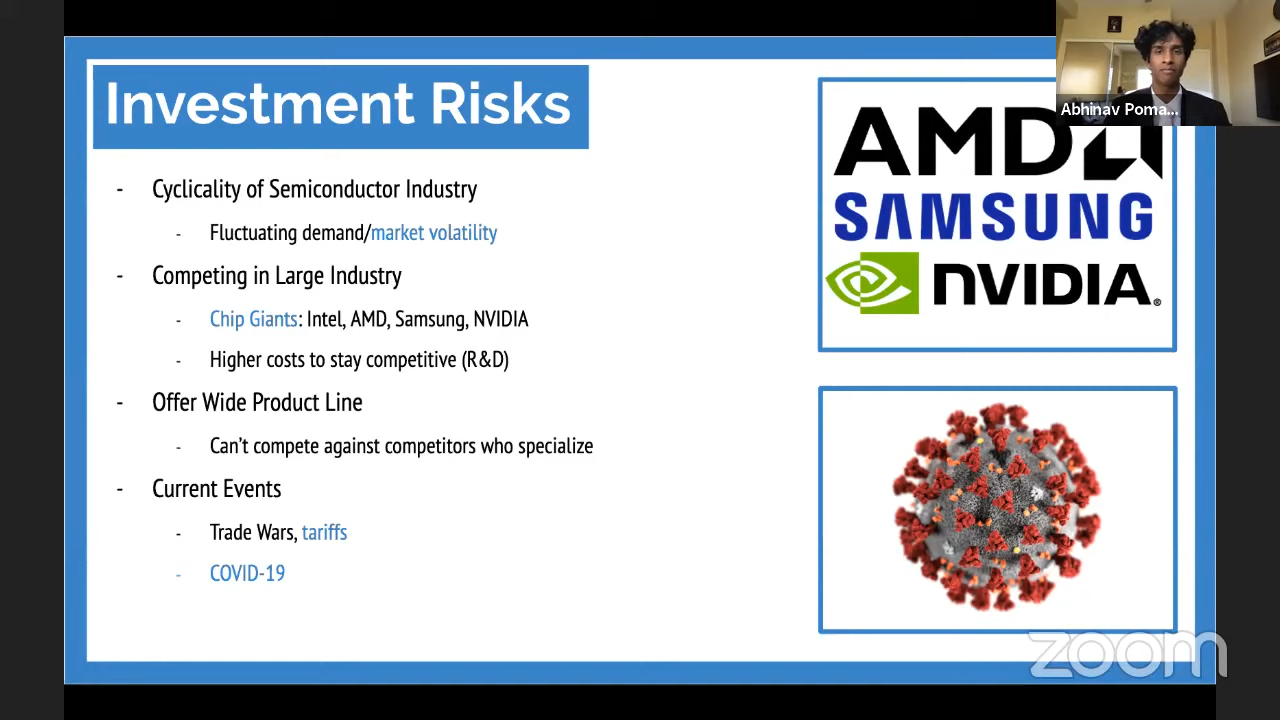 Investment Risks
- Cyclicality of Semiconductor Industry
- Fluctuating demand/market volatility
- Competing in Large Industry
- Chip Giants: Intel, AMD, Samsung, NVIDIA
- Higher costs to stay competitive (R&D)
- Offer Wide Product Line
- Can't compete against competitors who specialize
- Current Events
- Trade Wars, tariffs
- COVID-19
AMD
SAMSUNG
NVIDIA®
Abhinav Poma...
zoom